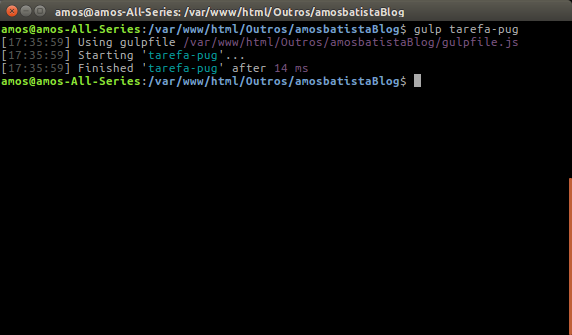 amos@amos-All-Series: /var/www/html/Outros/amosbatistaBlog
amos@amos-All-Series:/var/www/html/Outros/amosbatistaBlog$ gulp tarefa-pug
[17:35:59] Using gulpfile /var/www/html/Outros/amosbatistaBlog/gulpfile.js
[17:35:59] Starting 'tarefa-pug'...
[17:35:59] Finished 'tarefa-pug' after 14 ms
amos@amos-All-Series:/var/www/html/Outros/amosbatistaBlog$